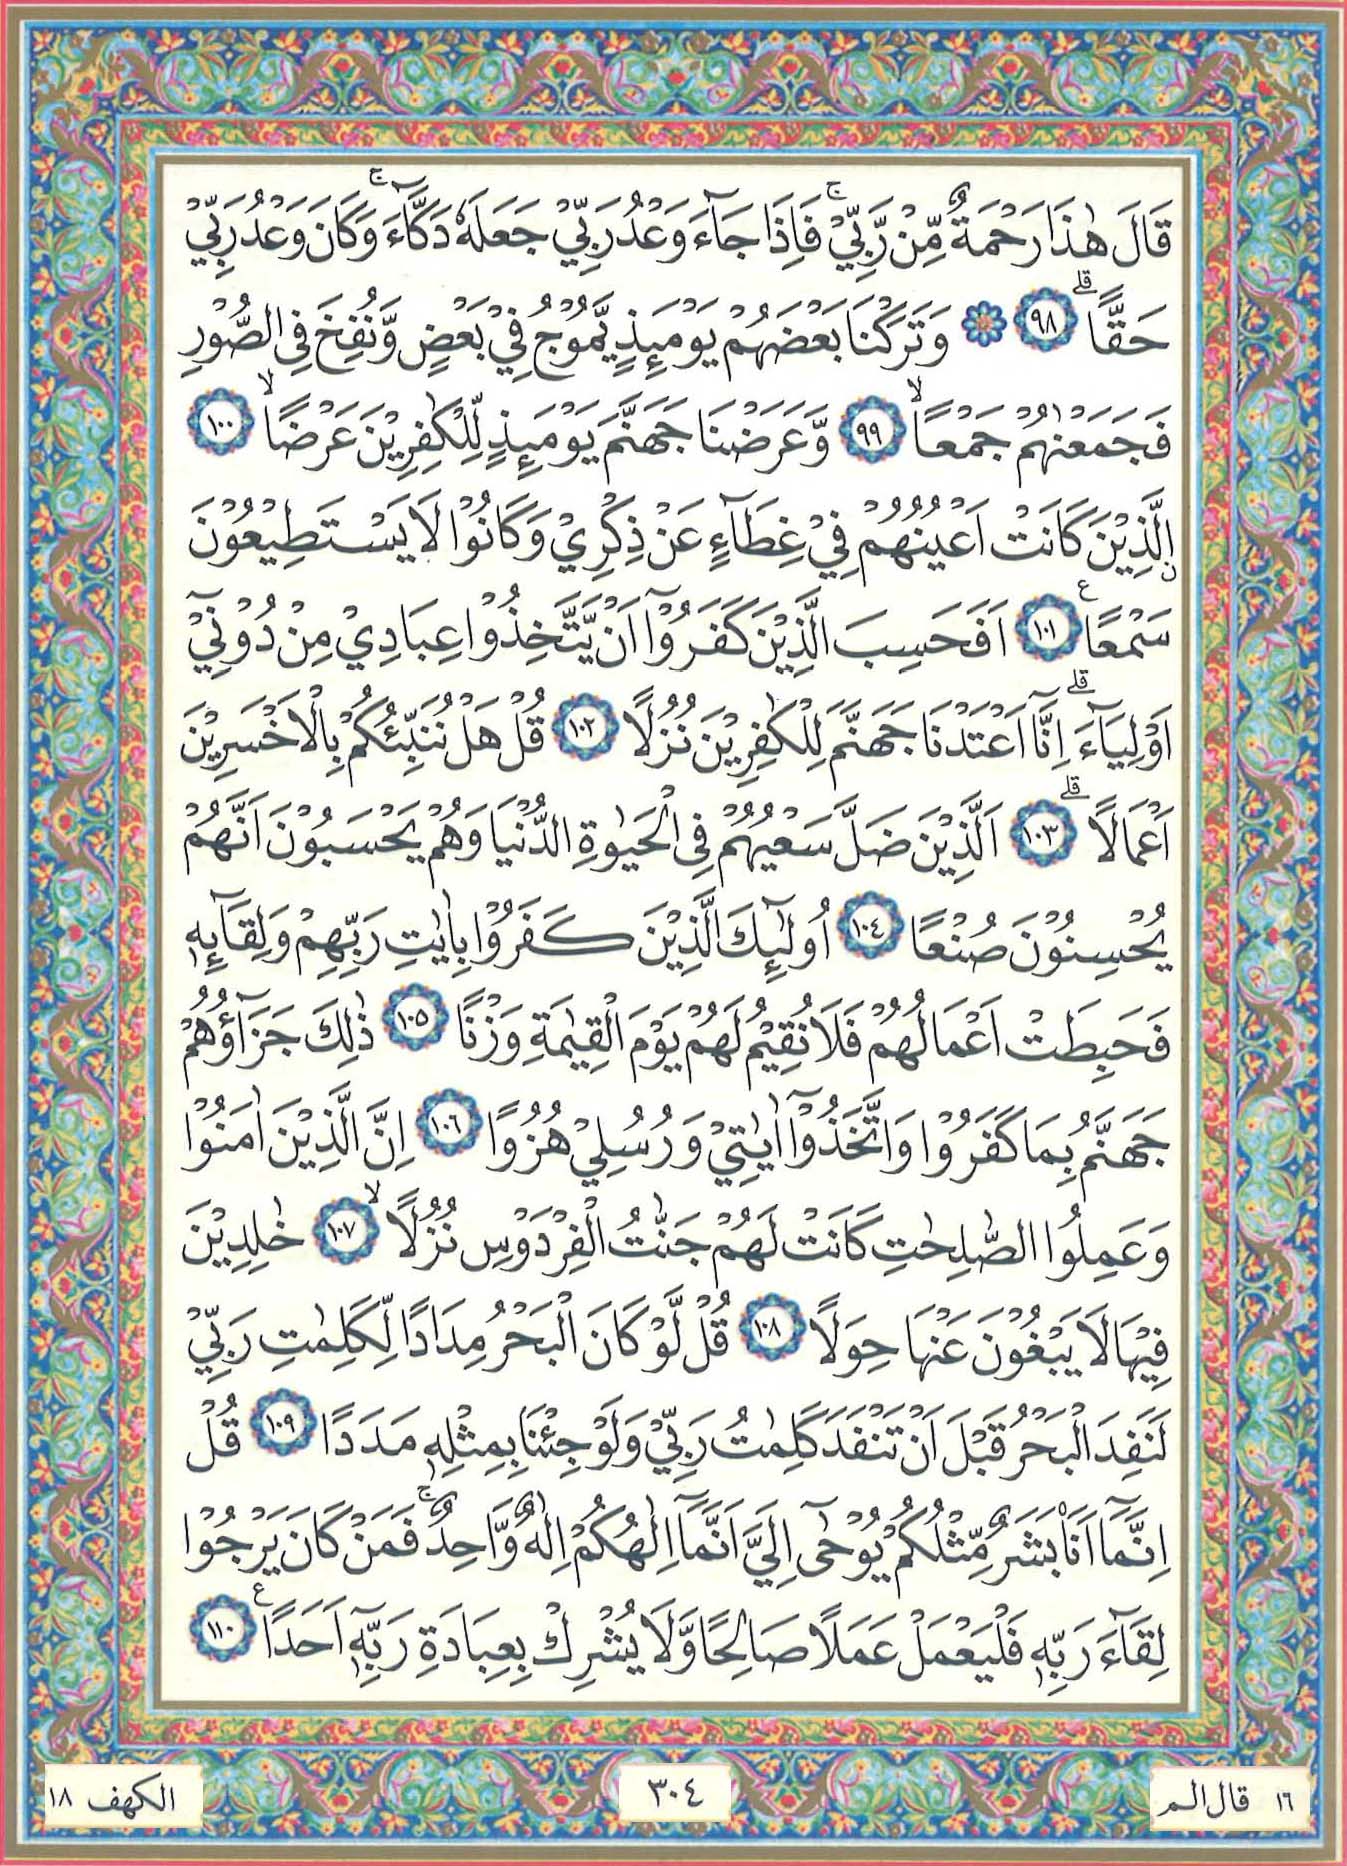 قَالَ هٰذَا رَحْمَةٌ مِّنْ رَّبِّيْ ۚ فَاِذَا جَآءَ وَعْدُ رَبِّيْ جَعَلَهٗ دَكَّآءَ ۚ وَكَانَ وَعْدُ رَبِّيْ
حَقًّا ۗ ٩٨ ۞ وَتَرَكْنَا بَعْضَهُمْ يَوْمَىِٕذٍ يَّمُوْجُ فِيْ بَعْضٍ وَّنُفِخَ فِى الصُّوْرِ
فَجَمَعْنٰهُمْ جَمْعًا ۙ ٩٩ وَّعَرَضْنَا جَهَنَّمَ يَوْمَىِٕذٍ لِّلْكٰفِرِيْنَ عَرْضًا ۙ ١٠٠
ࣙالَّذِيْنَ كَانَتْ اَعْيُنُهُمْ فِيْ غِطَآءٍ عَنْ ذِكْرِيْ وَكَانُوْا لَا يَسْتَطِيْعُوْنَ
سَمْعًا ࣖ ١٠١ اَفَحَسِبَ الَّذِيْنَ كَفَرُوْٓا اَنْ يَّتَّخِذُوْا عِبَادِيْ مِنْ دُوْنِيْٓ
اَوْلِيَآءَ ۗ اِنَّآ اَعْتَدْنَا جَهَنَّمَ لِلْكٰفِرِيْنَ نُزُلًا ١٠٢ قُلْ هَلْ نُنَبِّئُكُمْ بِالْاَخْسَرِيْنَ
اَعْمَالًا ۗ ١٠٣ اَلَّذِيْنَ ضَلَّ سَعْيُهُمْ فِى الْحَيٰوةِ الدُّنْيَا وَهُمْ يَحْسَبُوْنَ اَنَّهُمْ
يُحْسِنُوْنَ صُنْعًا ١٠٤ اُولٰۤىِٕكَ الَّذِيْنَ كَفَرُوْا بِاٰيٰتِ رَبِّهِمْ وَلِقَآىِٕهٖ
فَحَبِطَتْ اَعْمَالُهُمْ فَلَا نُقِيْمُ لَهُمْ يَوْمَ الْقِيٰمَةِ وَزْنًا ١٠٥ ذٰلِكَ جَزَآؤُهُمْ
جَهَنَّمُ بِمَا كَفَرُوْا وَاتَّخَذُوْٓا اٰيٰتِيْ وَرُسُلِيْ هُزُوًا ١٠٦ اِنَّ الَّذِيْنَ اٰمَنُوْا
وَعَمِلُوا الصّٰلِحٰتِ كَانَتْ لَهُمْ جَنّٰتُ الْفِرْدَوْسِ نُزُلًا ۙ ١٠٧ خٰلِدِيْنَ
فِيْهَا لَا يَبْغُوْنَ عَنْهَا حِوَلًا ١٠٨ قُلْ لَّوْ كَانَ الْبَحْرُ مِدَادًا لِّكَلِمٰتِ رَبِّيْ
لَنَفِدَ الْبَحْرُ قَبْلَ اَنْ تَنْفَدَ كَلِمٰتُ رَبِّيْ وَلَوْ جِئْنَا بِمِثْلِهٖ مَدَدًا ١٠٩ قُلْ
اِنَّمَآ اَنَا۠ بَشَرٌ مِّثْلُكُمْ يُوْحٰٓى اِلَيَّ اَنَّمَآ اِلٰهُكُمْ اِلٰهٌ وَّاحِدٌ ۚ فَمَنْ كَانَ يَرْجُوْا
لِقَآءَ رَبِّهٖ فَلْيَعْمَلْ عَمَلًا صَالِحًا وَّلَا يُشْرِكْ بِعِبَادَةِ رَبِّهٖٓ اَحَدًا ࣖ ١١٠
١٦ قال الم
٣٠٤
الكهف ١٨